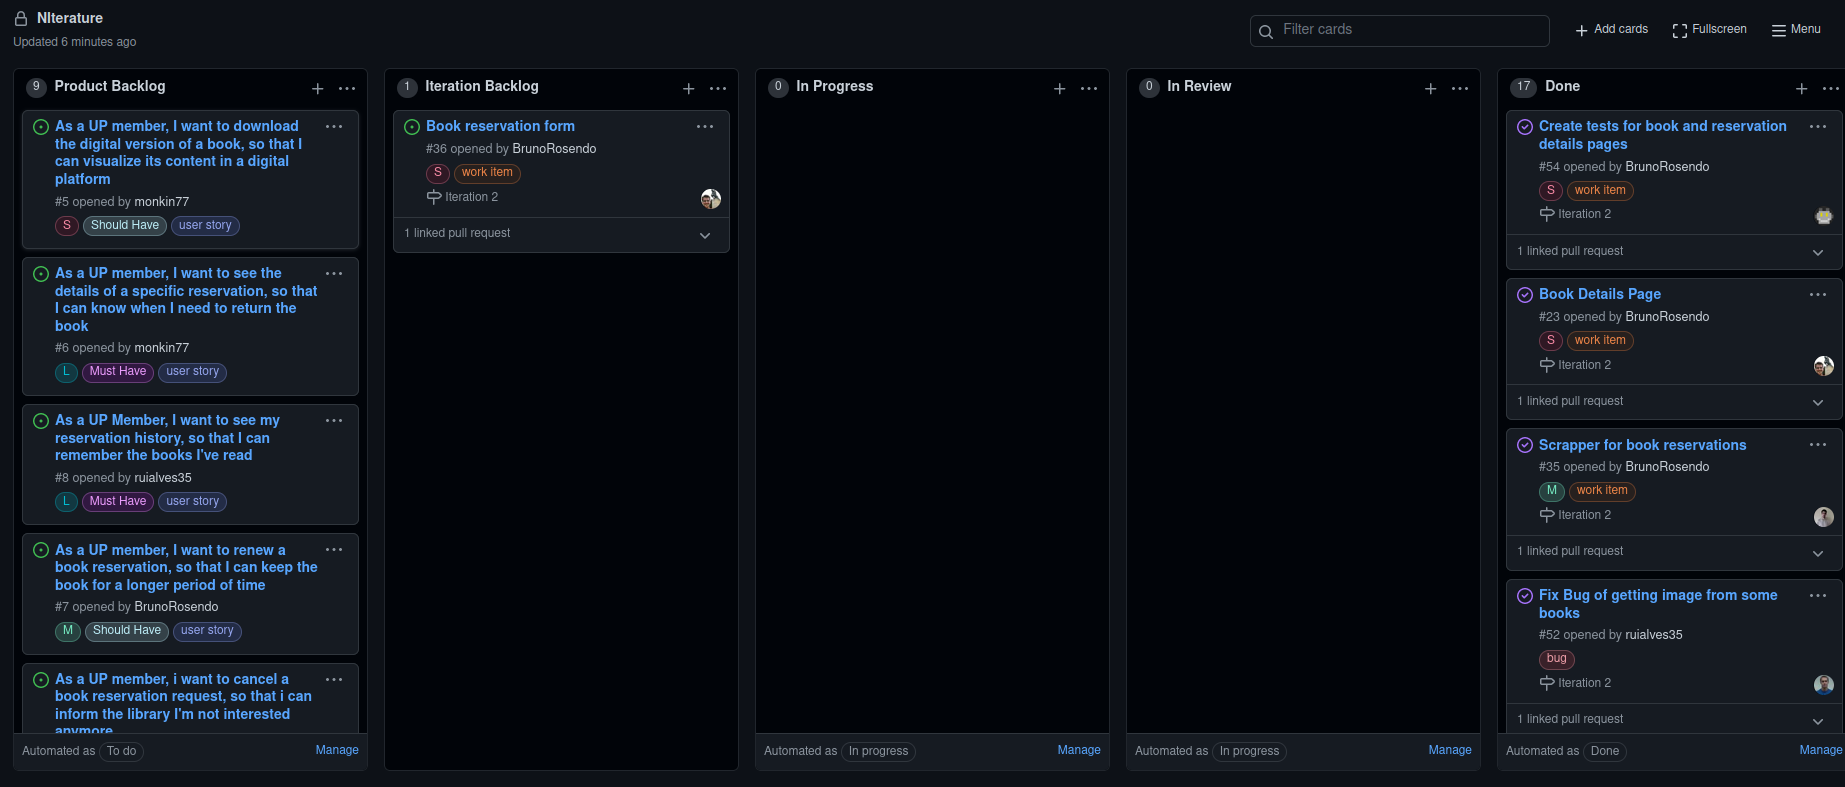 NIterature
Updated 6 minutes ago
Filter cards
Add cards
Fullscreen
Menu
9 Product Backlog
As a UP member, I want to download
the digital version of a book, so that I
can visualize its content in a digital
platform
#5 opened by monkin77
S Should Have user story
As a UP member, I want to see the
details of a specific reservation, so that
I can know when I need to return the
book
#6 opened by monkin77
L Must Have user story
As a UP Member, I want to see my
reservation history, so that I can
remember the books I've read
#8 opened by ruialves35
L Must Have user story
As a UP member, I want to renew a
book reservation, so that I can keep the
book for a longer period of time
#7 opened by BrunoRosendo
M Should Have user story
As a UP member, i want to cancel a
book reservation request, so that i can
inform the library I'm not interested
anymore
Automated as To do Manage
1 Iteration Backlog
Book reservation form
#36 opened by BrunoRosendo
S work item
Iteration 2
1 linked pull request
0 In Progress
Automated as In progress Manage
0 In Review
Automated as In progress Manage
17 Done
Create tests for book and reservation
details pages
#54 opened by BrunoRosendo
S work item
Iteration 2
1 linked pull request
Book Details Page
#23 opened by BrunoRosendo
S work item
Iteration 2
1 linked pull request
Scrapper for book reservations
#35 opened by BrunoRosendo
M work item
Iteration 2
1 linked pull request
Fix Bug of getting image from some
books
#52 opened by ruialves35
bug
Iteration 2
1 linked pull request
Automated as Done Manage